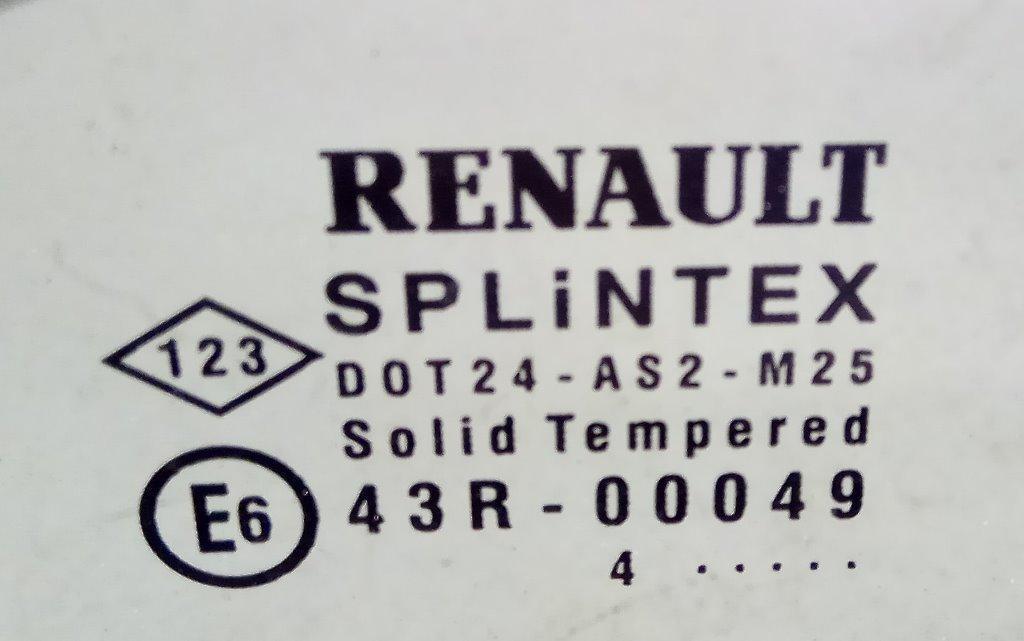 RENAULT
SPLiNTEX
123
DOT24-AS2-M25
Solid Tempered
E6
43R-00049
4 .....